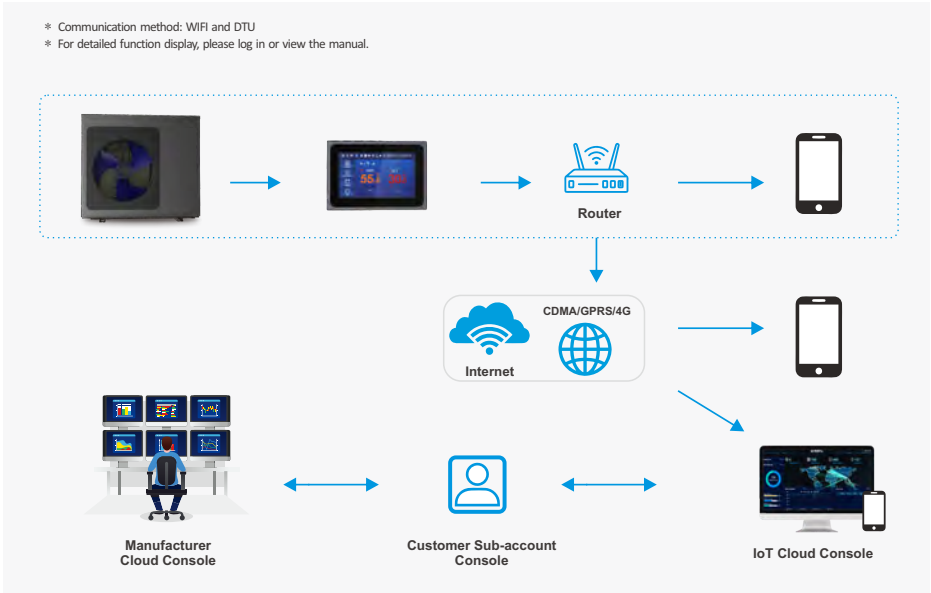 * Communication method: WIFI and DTU
* For detailed function display, please log in or view the manual.
55
Router
CDMA/GPRS/4G
Internet
Manufacturer
Cloud Console
Customer Sub-account
Console
IoT Cloud Console